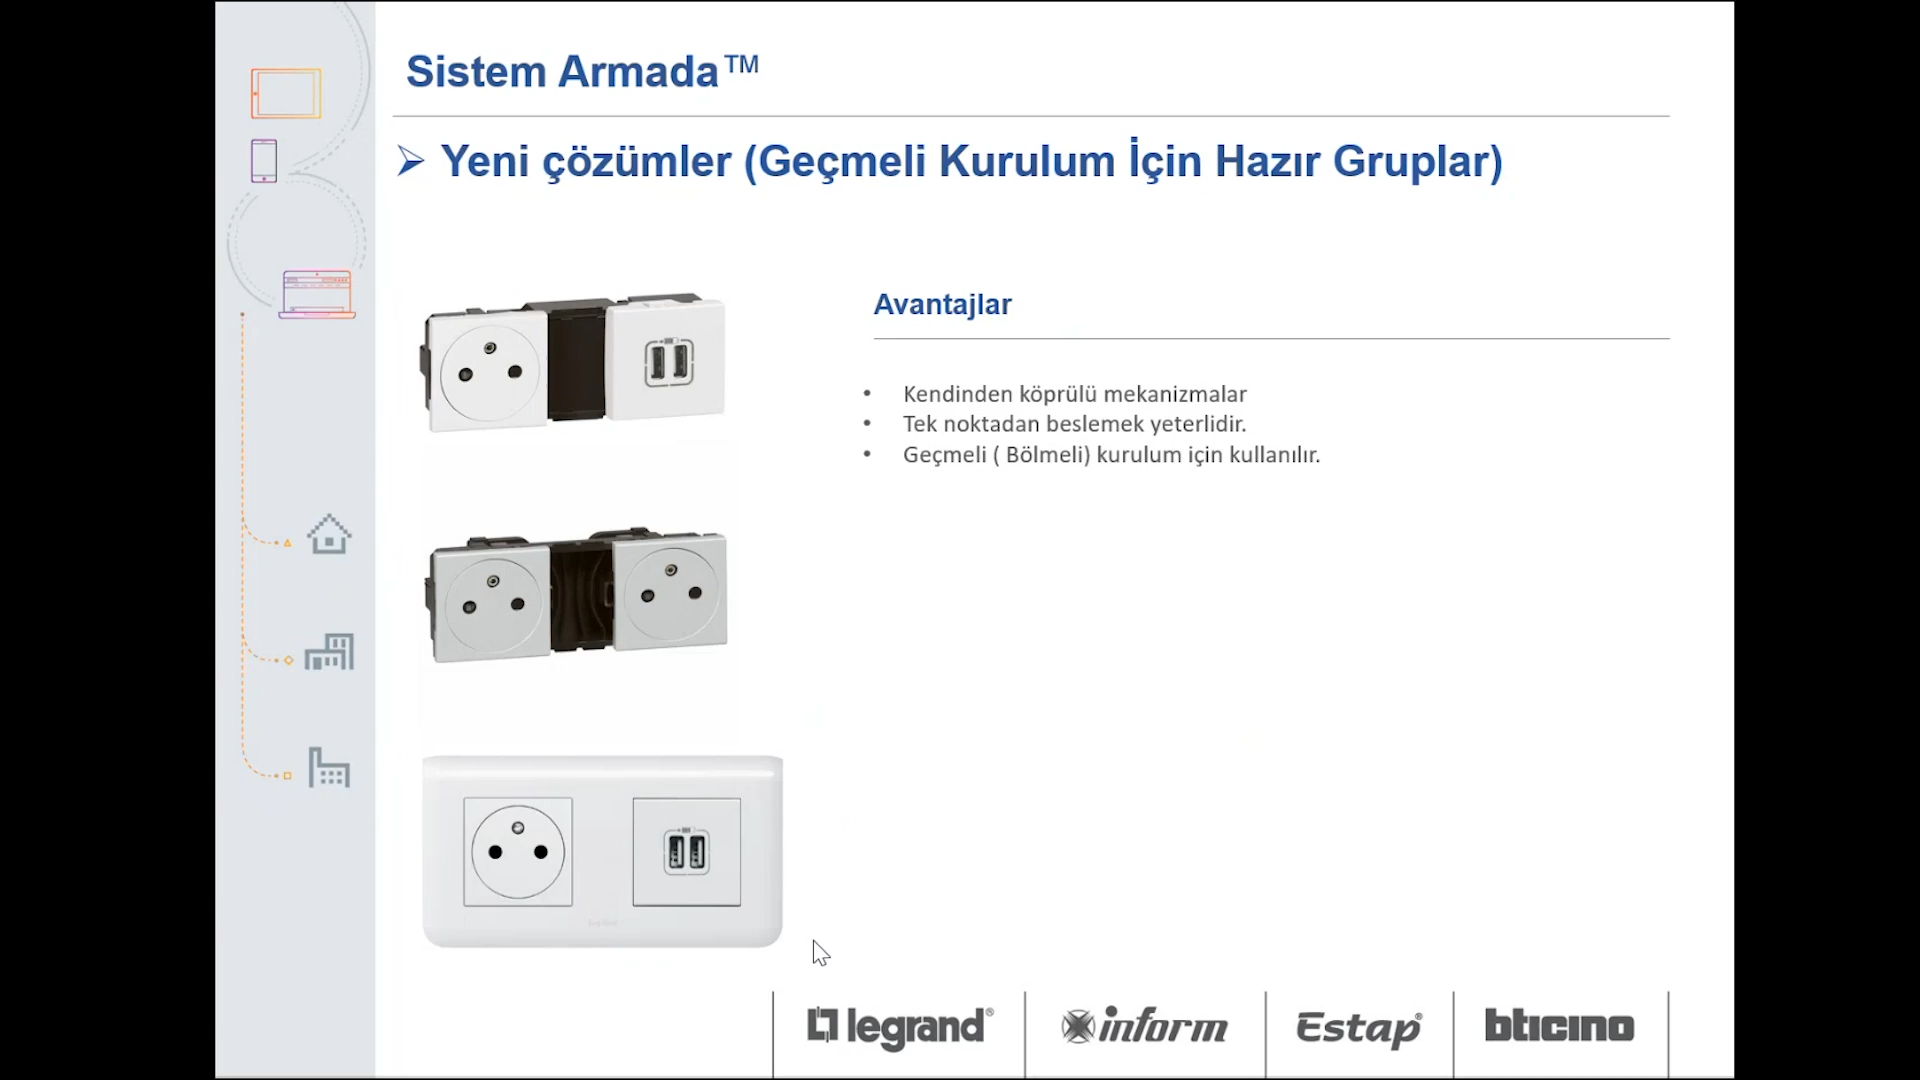 Sistem Armada™
➢ Yeni çözümler (Geçmeli Kurulum İçin Hazır Gruplar)
Avantajlar
• Kendinden köprülü mekanizmalar
• Tek noktadan beslemek yeterlidir.
• Geçmeli ( Bölmeli) kurulum için kullanılır.
legrand®
inform
Estap®
bticino